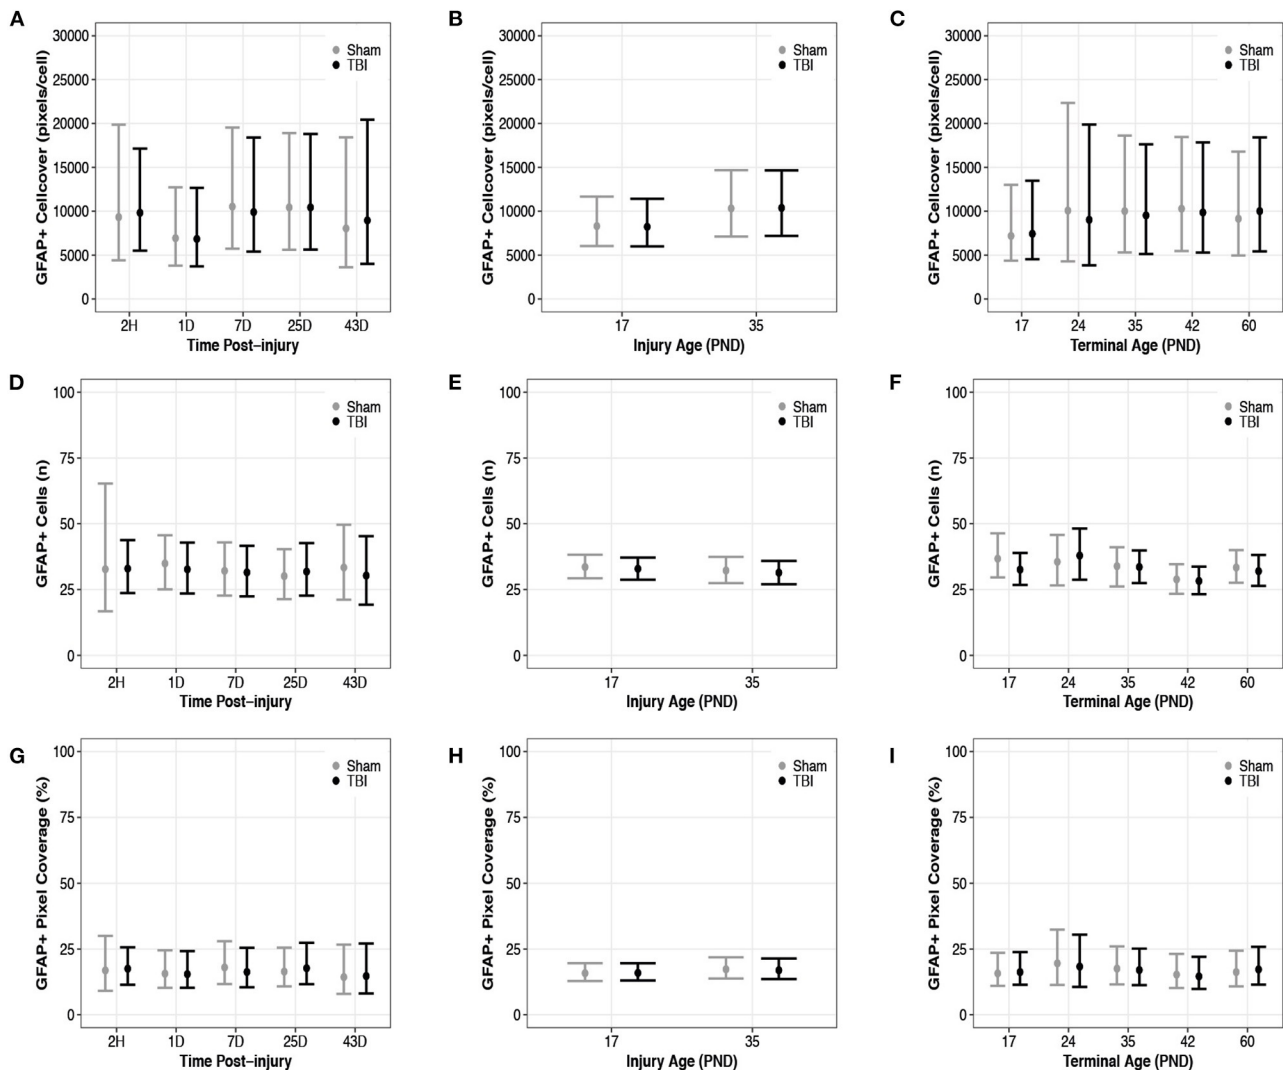 A
GFAP+ Cellcover (pixels/cell)
30000
25000
20000
15000
10000
5000
0
Sham
TBI
2H 1D 7D 25D 43D
Time Post–injury
B
GFAP+ Cellcover (pixels/cell)
30000
25000
20000
15000
10000
5000
0
Sham
TBI
17 35
Injury Age (PND)
C
GFAP+ Cellcover (pixels/cell)
30000
25000
20000
15000
10000
5000
0
Sham
TBI
17 24 35 42 60
Terminal Age (PND)
D
GFAP+ Cells (n)
100
75
50
25
0
Sham
TBI
2H 1D 7D 25D 43D
Time Post–injury
E
GFAP+ Cells (n)
100
75
50
25
0
Sham
TBI
17 35
Injury Age (PND)
F
GFAP+ Cells (n)
100
75
50
25
0
Sham
TBI
17 24 35 42 60
Terminal Age (PND)
G
GFAP+ Pixel Coverage (%)
100
75
50
25
0
Sham
TBI
2H 1D 7D 25D 43D
Time Post–injury
H
GFAP+ Pixel Coverage (%)
100
75
50
25
0
Sham
TBI
17 35
Injury Age (PND)
I
GFAP+ Pixel Coverage (%)
100
75
50
25
0
Sham
TBI
17 24 35 42 60
Terminal Age (PND)